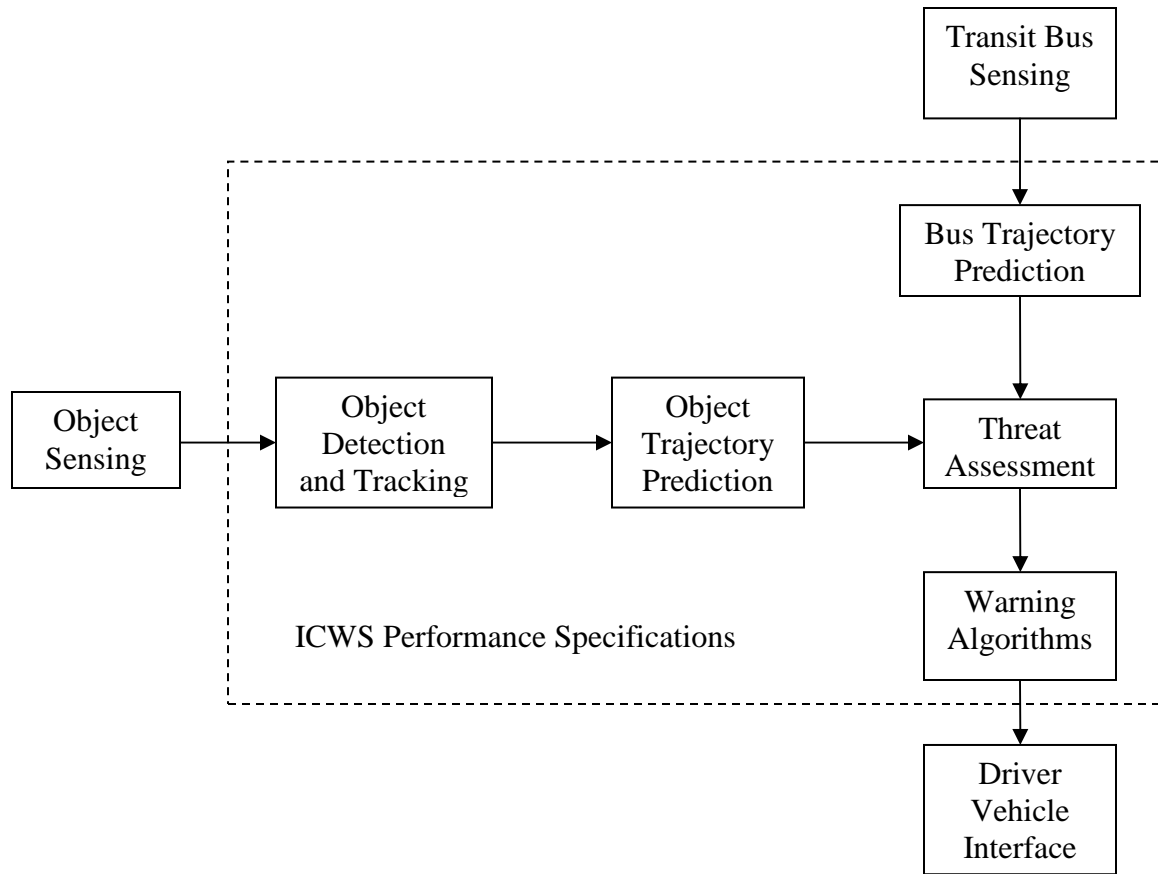 Transit Bus
Sensing
Bus Trajectory
Prediction
Object
Sensing
Object
Detection
and Tracking
Object
Trajectory
Prediction
Threat
Assessment
Warning
Algorithms
ICWS Performance Specifications
Driver
Vehicle
Interface